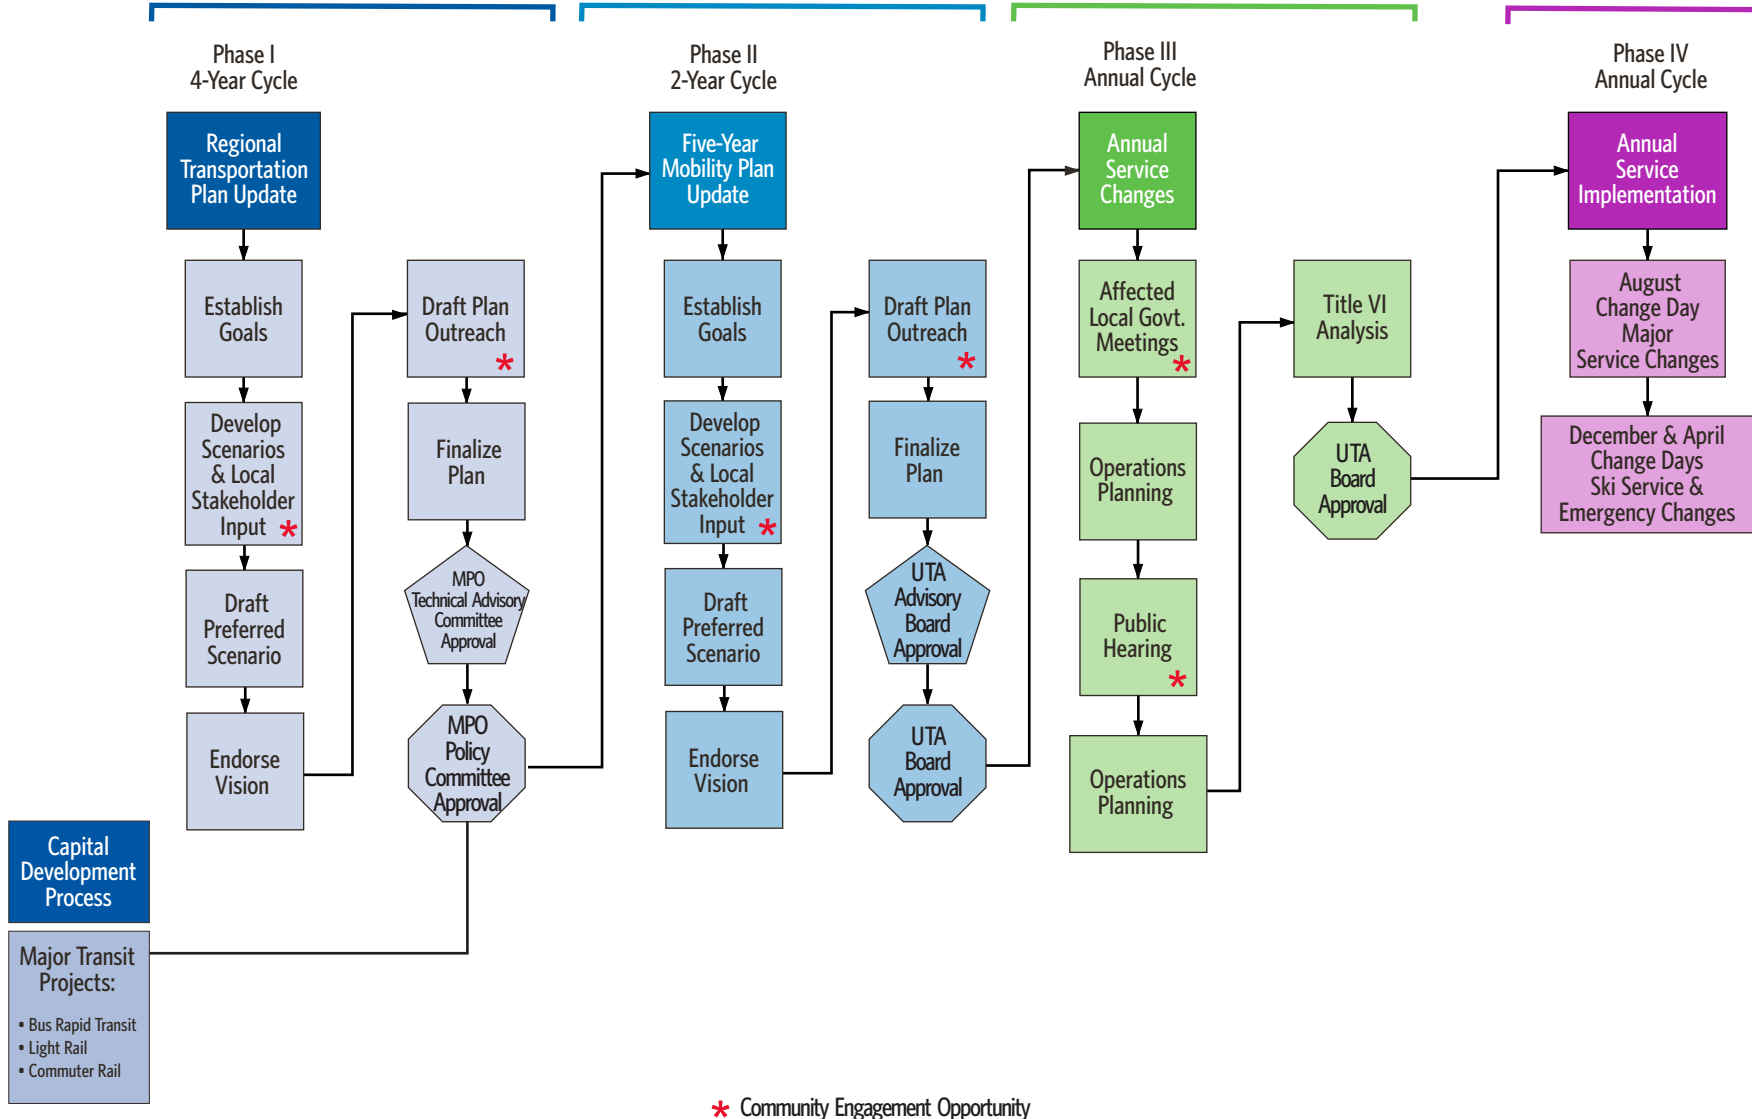 Phase I
4-Year Cycle
Regional
Transportation
Plan Update
Establish
Goals
Develop
Scenarios
& Local
Stakeholder
Input *
Draft
Preferred
Scenario
Endorse
Vision
Draft Plan
Outreach
*
Finalize
Plan
MPO
Technical Advisory
Committee
Approval
MPO
Policy
Committee
Approval
Capital
Development
Process
Major Transit
Projects:
• Bus Rapid Transit
• Light Rail
• Commuter Rail
Phase II
2-Year Cycle
Five-Year
Mobility Plan
Update
Establish
Goals
Develop
Scenarios
& Local
Stakeholder
Input *
Draft
Preferred
Scenario
Endorse
Vision
Draft Plan
Outreach
*
Finalize
Plan
UTA
Advisory
Board
Approval
UTA
Board
Approval
Phase III
Annual Cycle
Annual
Service
Changes
Affected
Local Govt.
Meetings
*
Operations
Planning
Public
Hearing
*
Operations
Planning
Title VI
Analysis
UTA
Board
Approval
Phase IV
Annual Cycle
Annual
Service
Implementation
August
Change Day
Major
Service Changes
December & April
Change Days
Ski Service &
Emergency Changes
* Community Engagement Opportunity